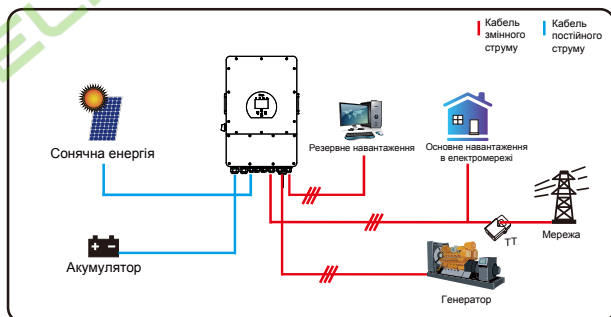 Кабель
змінного
струму
Кабель
постійного
струму
Сонячна енергія
Резервне навантаження
Основне навантаження
в електромережі
ТТ
Мережа
Акумулятор
Генератор